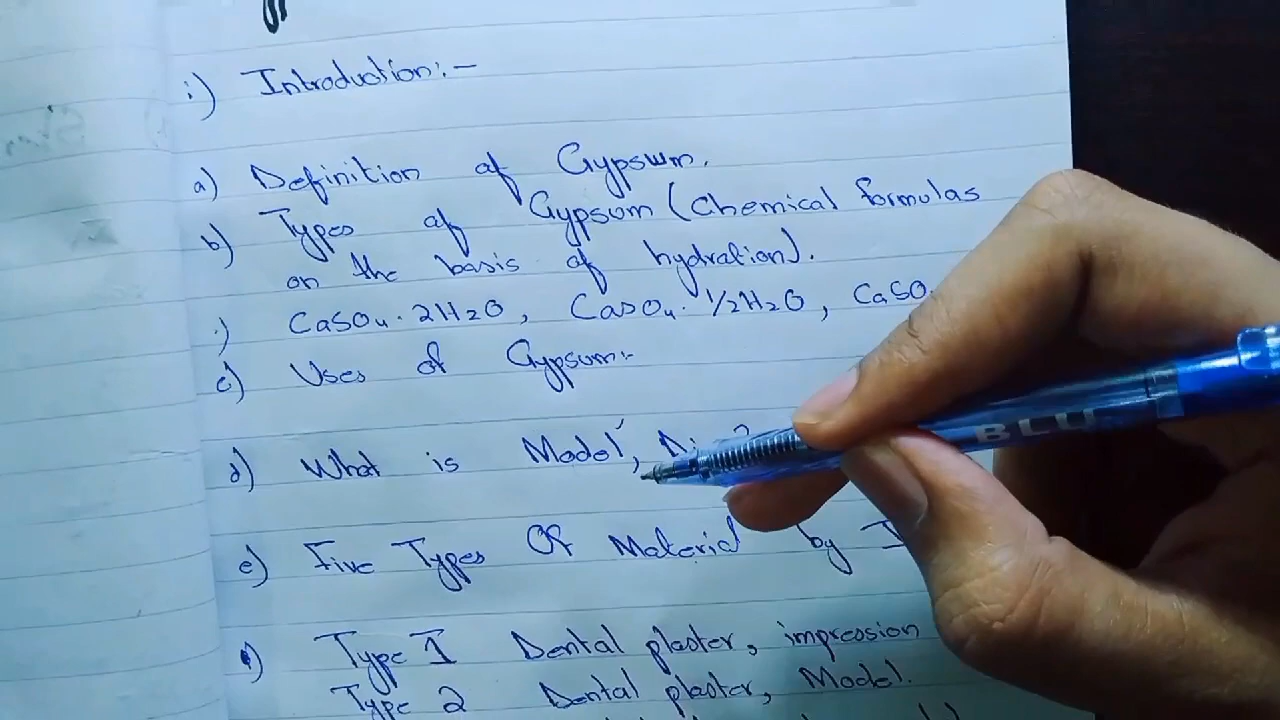 i) Introduction:-
a) Definition of Gypsum.
b) Types of Gypsum (Chemical formulas
on the basis of hydration).
.) CaSO4.2H2O, CaSO4.1/2H2O, CaSO
c) Uses of Gypsum:-
d) What is Model,
e) Five Types OF Material by I
Type I Dental plaster, impression
Type 2 Dental plaster, Model.
BLU